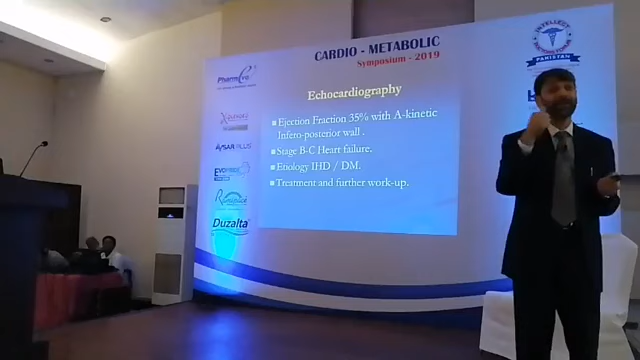 CARDIO - METABOLIC
Symposium - 2019
PharmEvo
INTELLECT
PAKISTAN
Echocardiography
Ejection Fraction 35% with A-kinetic
Infero-posterior wall .
Stage B-C Heart failure.
Etiology IHD / DM.
Treatment and further work-up.
AVSAR PLUS
Duzalta